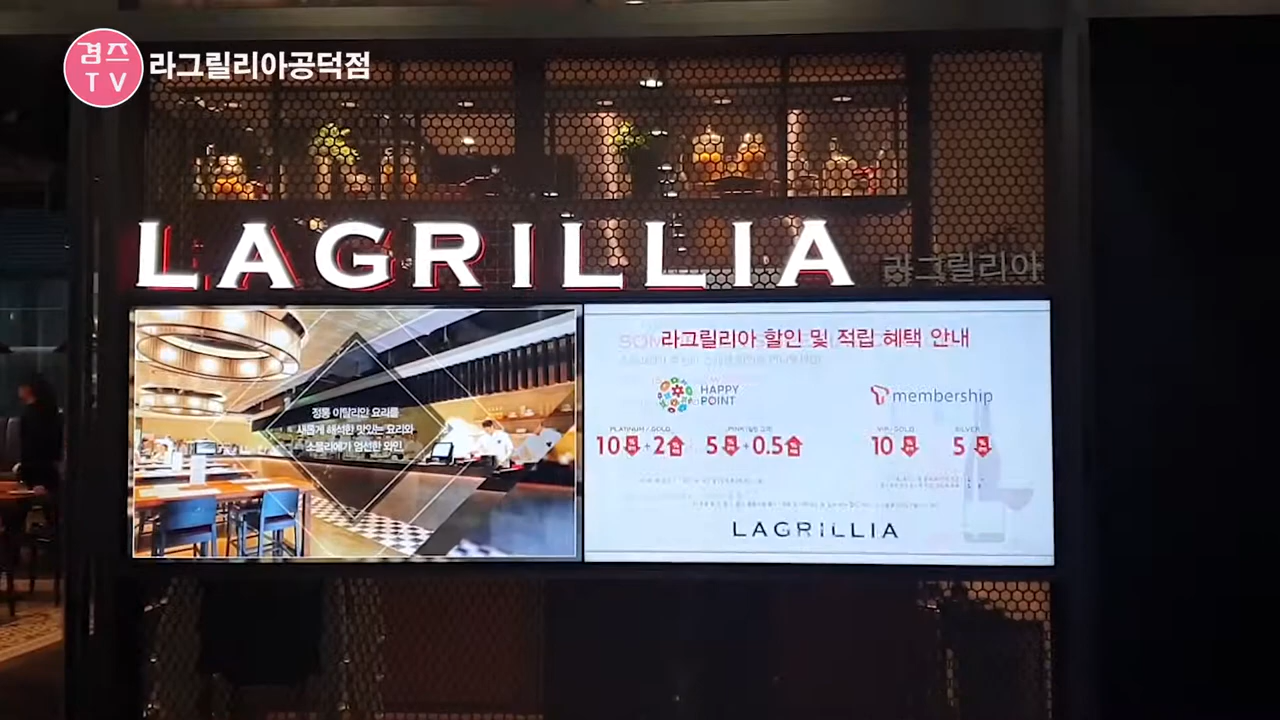 겸즈
TV
라그릴리아공덕점
LAGRILLIA
라그릴리아
정통 이탈리안 요리를
새롭게 해석한 맛있는 요리와
소믈리에가 엄선한 와인
라그릴리아 할인 및 적립 혜택 안내
HAPPY
POINT
membership
PLATINUM / GOLD
VIP / GOLD
SILVER
10 + 2
5 + 0.5
10
5
LAGRILLIA